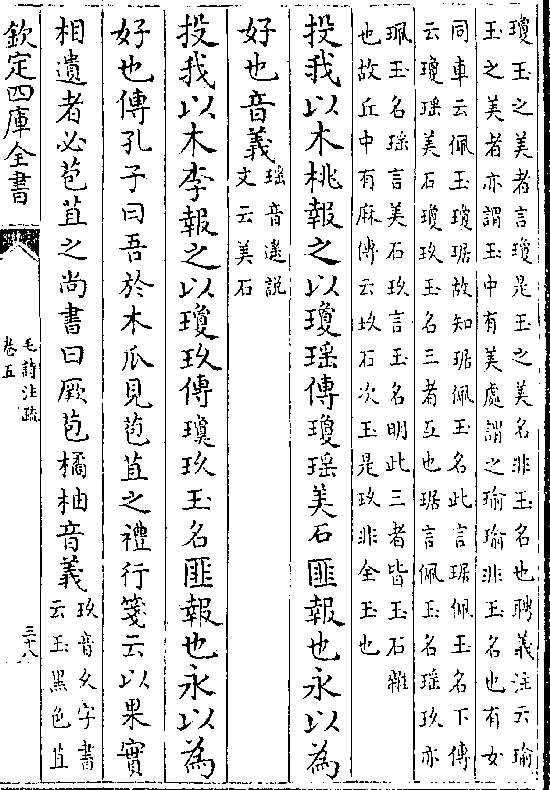 瓊玉之美者言瓊是玉之美名非玉名也聘義注云瑜
玉之美者亦謂玉中有美處謂之瑜瑜非玉名也有女
同車云佩玉瓊琚故知琚佩玉名此言琚佩玉名下傳
云瓊瑶美石瓊玖玉名三者互也琚言佩玉名瑶玖亦
珮玉名瑶言美石玖言玉名明此三者皆玉石雜
也故丘中有麻傳云玖石次玉是玖非全玉也
投我以木桃報之以瓊瑶傳瓊瑶美石匪報也永以為
好也音義瑶音遙說
文云美石
投我以木李報之以瓊玖傳瓊玖玉名匪報也永以為
好也傳孔子曰吾於木瓜見苞苴之禮行箋云以果實
相遺者必苞苴之尚書曰厥苞橘柚音義玖音久字書
云玉黑色苴
欽定四庫全書
毛詩注疏
卷五
三十八